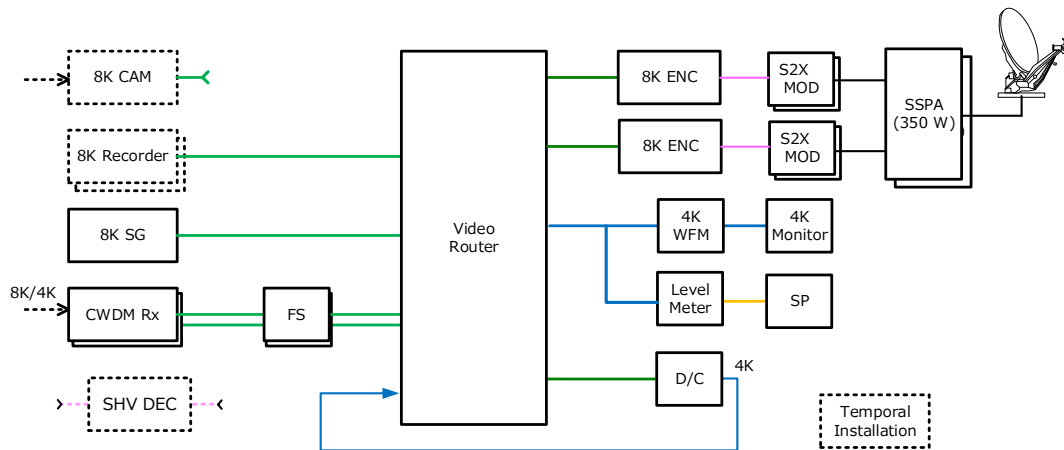 8K CAM
8K Recorder
8K SG
8K/4K
CWDM Rx
FS
SHV DEC
Video
Router
8K ENC
S2X
MOD
8K ENC
S2X
MOD
SSPA
(350 W)
4K
WFM
4K
Monitor
Level
Meter
SP
D/C
4K
Temporal
Installation